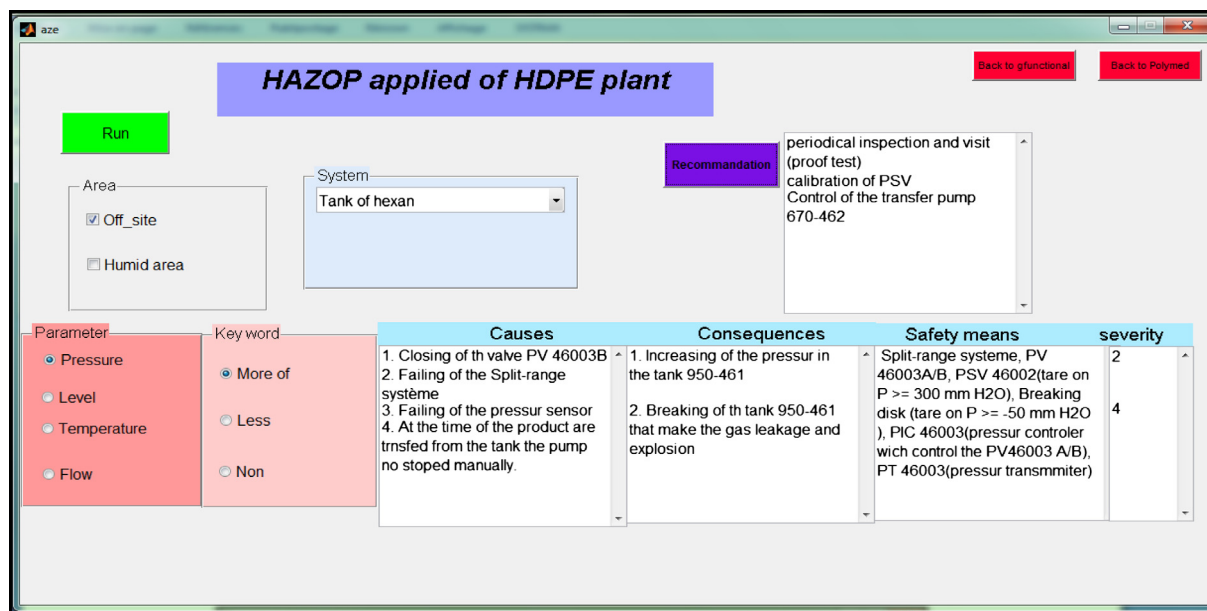 aze
Back to gfunctional
Back to Polymed
HAZOP applied of HDPE plant
Run
Recommandation
periodical inspection and visit
(proof test)
calibration of PSV
Control of the transfer pump
670-462
Area
Off_site
Humid area
System
Tank of hexan
Parameter
Pressure
Level
Temperature
Flow
Key word
More of
Less
Non
Causes
1. Closing of th valve PV 46003B
2. Failing of the Split-range
système
3. Failing of the pressur sensor
4. At the time of the product are
trnsfed from the tank the pump
no stoped manually.
Consequences
1. Increasing of the pressur in
the tank 950-461
2. Breaking of th tank 950-461
that make the gas leakage and
explosion
Safety means
Split-range systeme, PV
46003A/B, PSV 46002(tare on
P >= 300 mm H2O), Breaking
disk (tare on P >= -50 mm H2O
), PIC 46003(pressur controler
wich control the PV46003 A/B),
PT 46003(pressur transmmiter)
severity
2
4